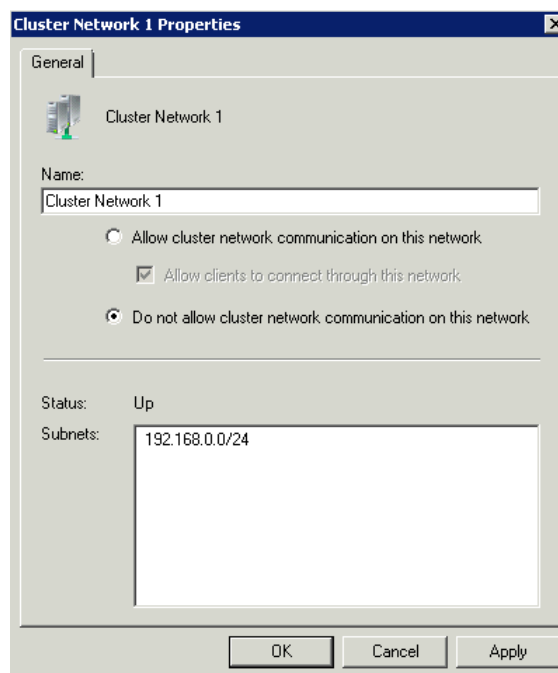 Cluster Network 1 Properties
General
Cluster Network 1
Name:
Cluster Network 1
Allow cluster network communication on this network
Allow clients to connect through this network
Do not allow cluster network communication on this network
Status: Up
Subnets: 192.168.0.0/24
OK Cancel Apply